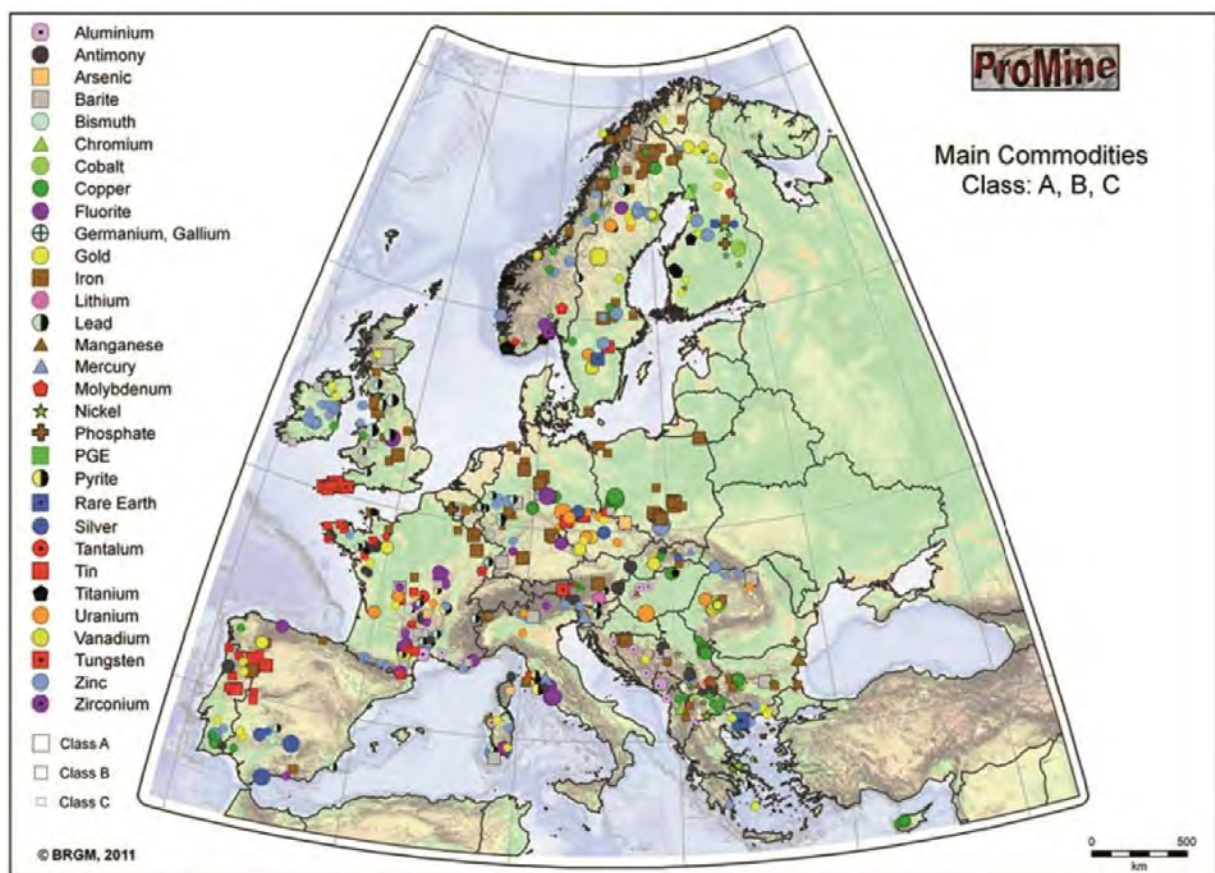 Aluminium
Antimony
Arsenic
Barite
Bismuth
Chromium
Cobalt
Copper
Fluorite
Germanium, Gallium
Gold
Iron
Lithium
Lead
Manganese
Mercury
Molybdenum
Nickel
Phosphate
PGE
Pyrite
Rare Earth
Silver
Tantalum
Tin
Titanium
Uranium
Vanadium
Tungsten
Zinc
Zirconium
Class A
Class B
Class C
© BRGM, 2011
ProMine
Main Commodities
Class: A, B, C
0 500
km